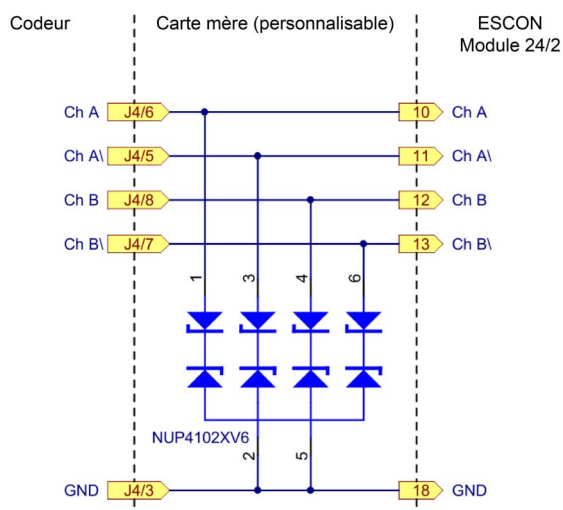 Codeur
Carte mère (personnalisable)
ESCON
Module 24/2
Ch A J4/6 10 Ch A
Ch A\ J4/5 11 Ch A\
Ch B J4/8 12 Ch B
Ch B\ J4/7 13 Ch B\
1 3 4 6
NUP4102XV6
2 5
GND J4/3 18 GND